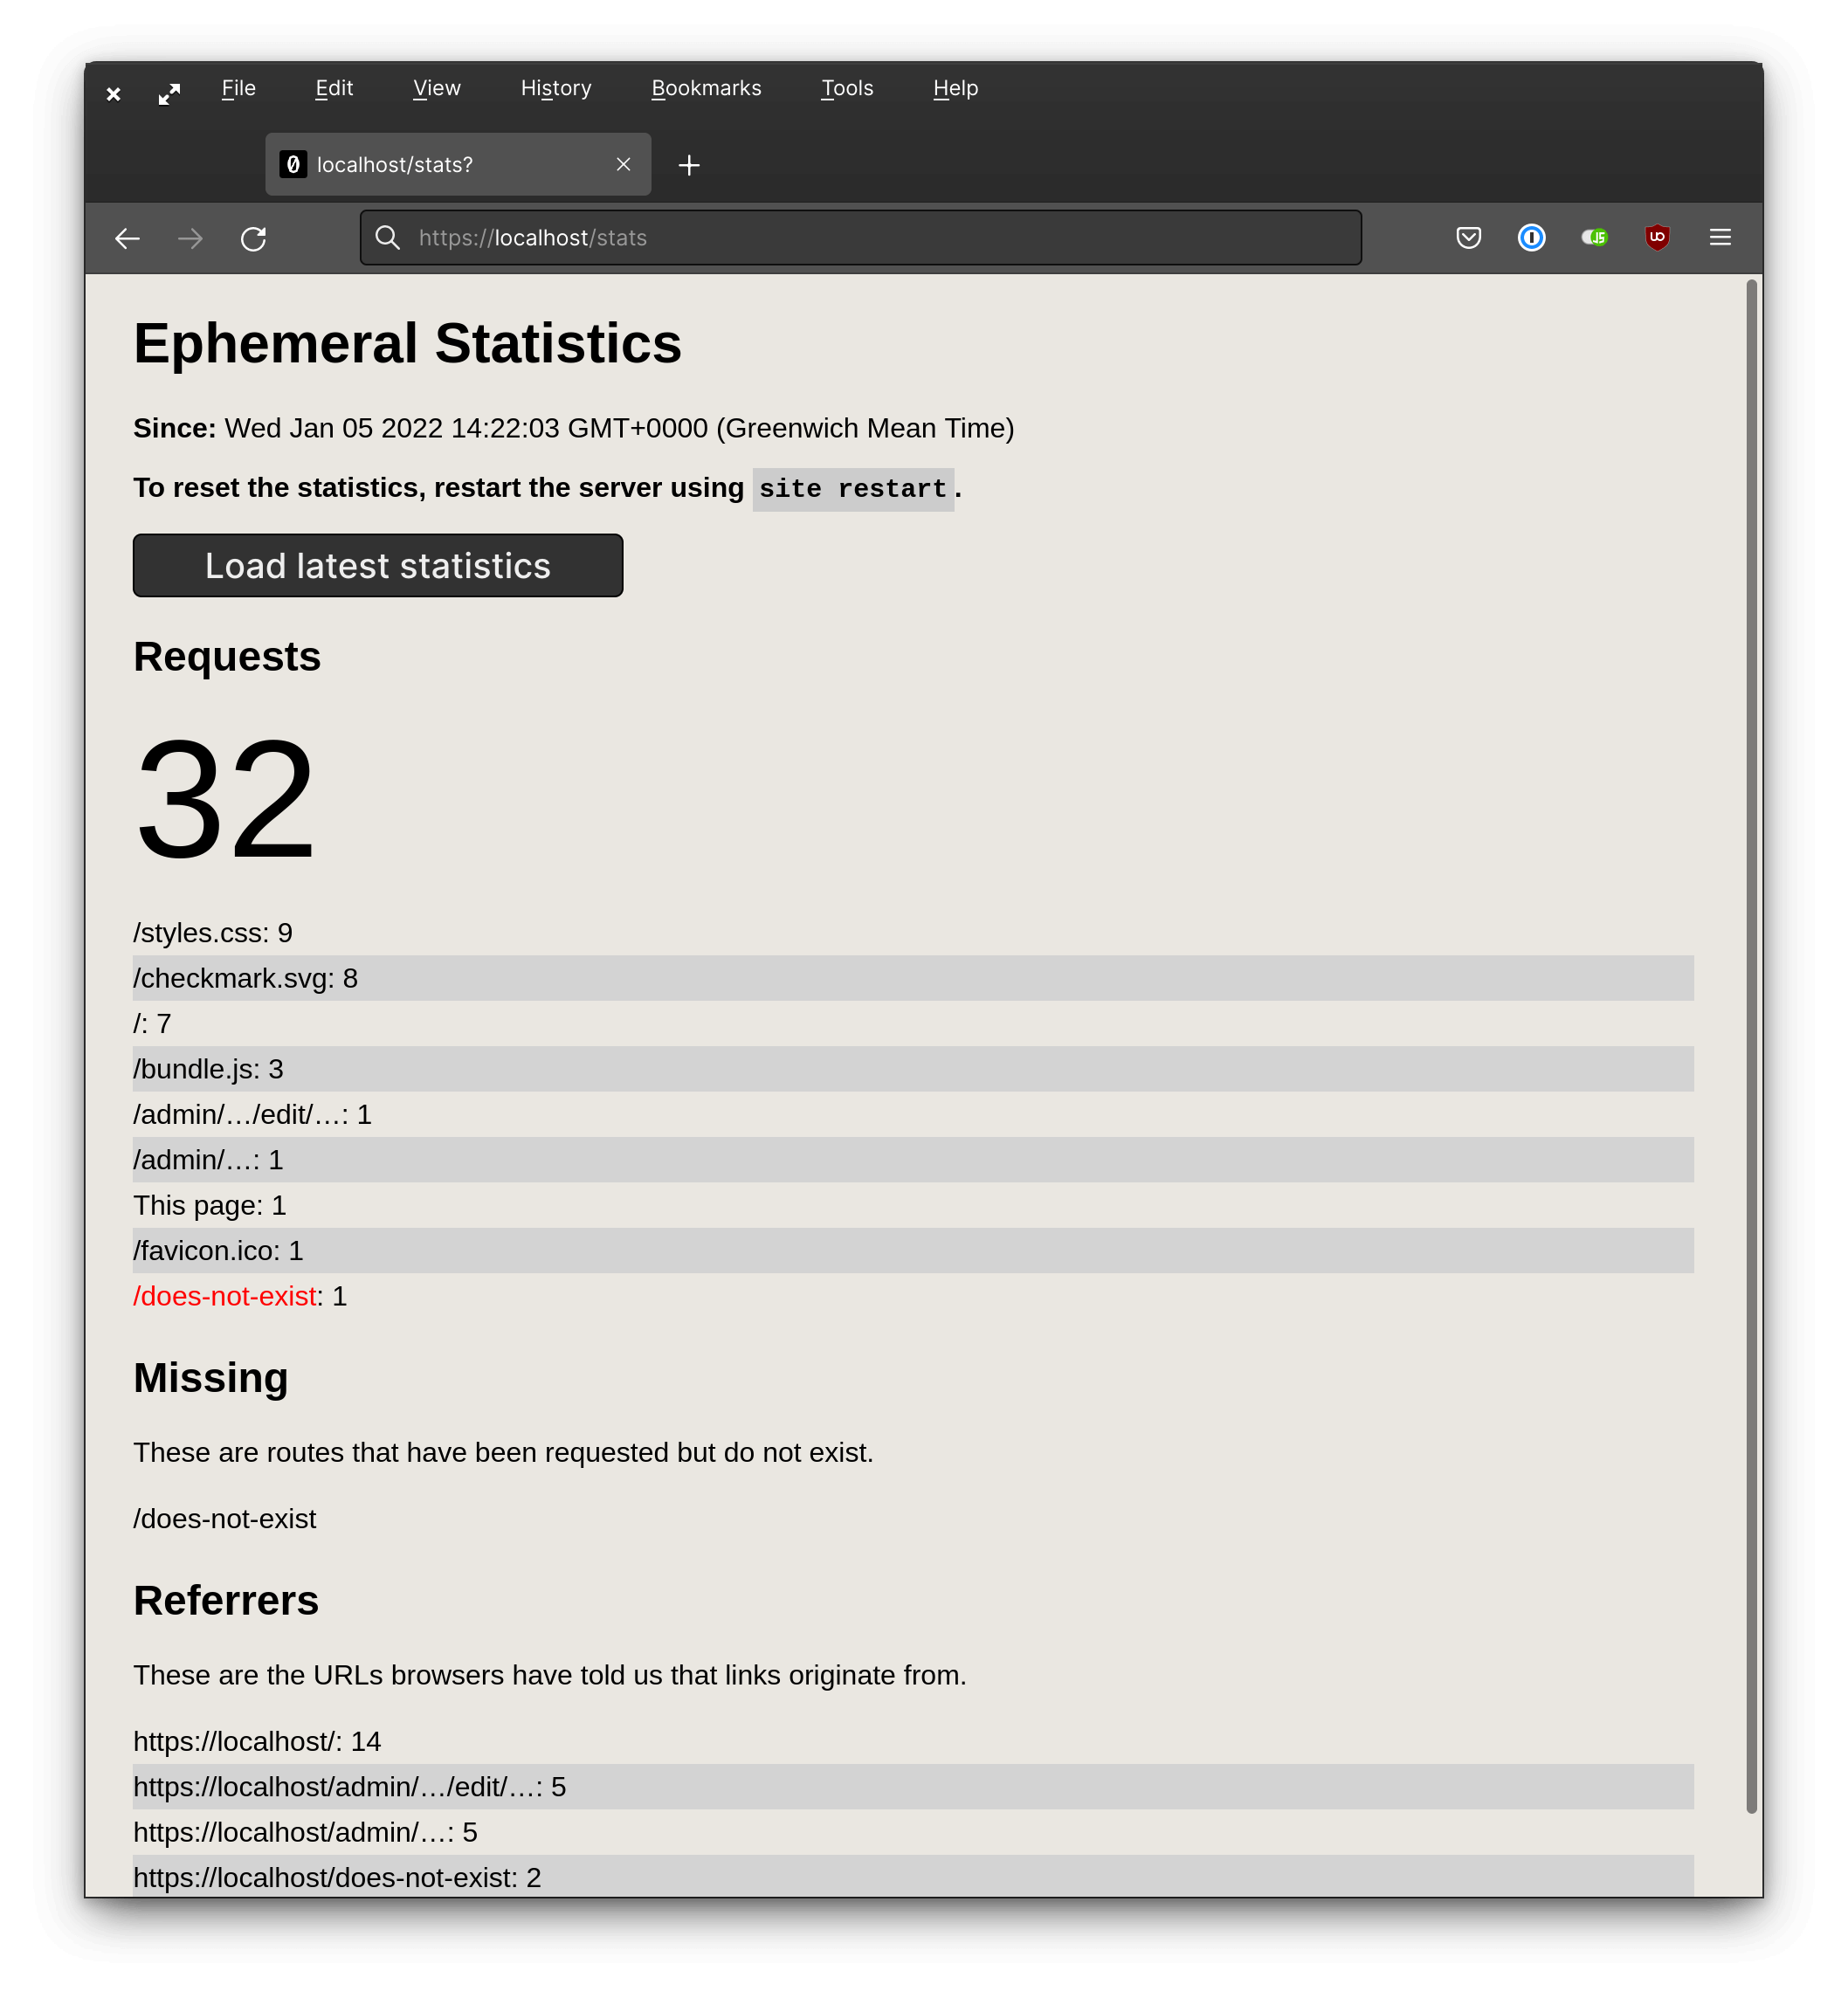 File Edit View History Bookmarks Tools Help
localhost/stats?
https://localhost/stats
Ephemeral Statistics
Since: Wed Jan 05 2022 14:22:03 GMT+0000 (Greenwich Mean Time)
To reset the statistics, restart the server using site restart.
Load latest statistics
Requests
32
/styles.css: 9
/checkmark.svg: 8
/: 7
/bundle.js: 3
/admin/…/edit/…: 1
/admin/…: 1
This page: 1
/favicon.ico: 1
/does-not-exist: 1
Missing
These are routes that have been requested but do not exist.
/does-not-exist
Referrers
These are the URLs browsers have told us that links originate from.
https://localhost/: 14
https://localhost/admin/…/edit/…: 5
https://localhost/admin/…: 5
https://localhost/does-not-exist: 2